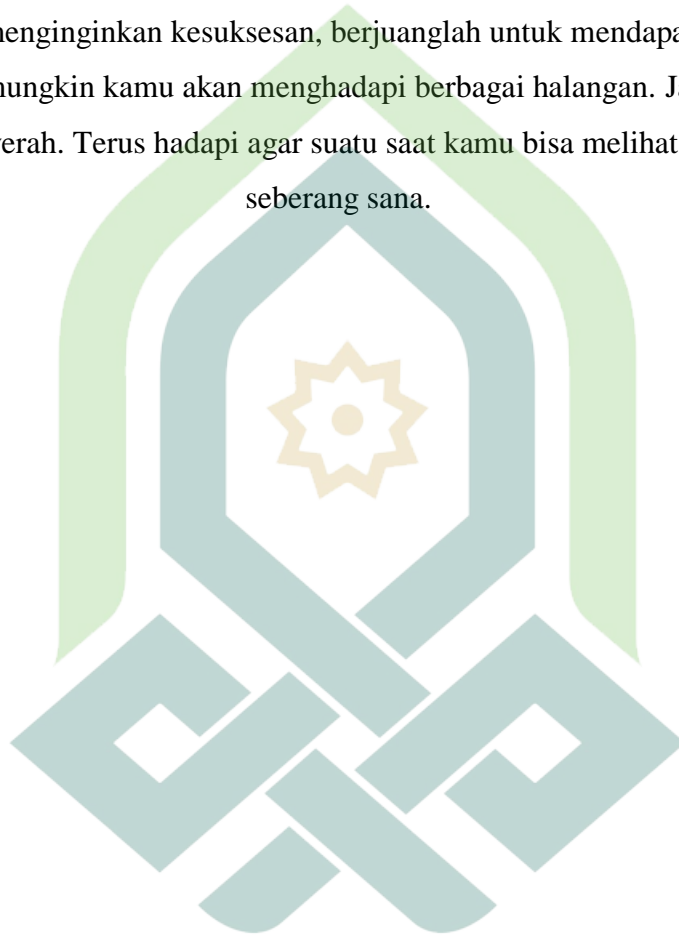 menginginkan kesuksesan, berjuanglah untuk mendapa
mungkin kamu akan menghadapi berbagai halangan. Ja
yerah. Terus hadapi agar suatu saat kamu bisa melihat
seberang sana.